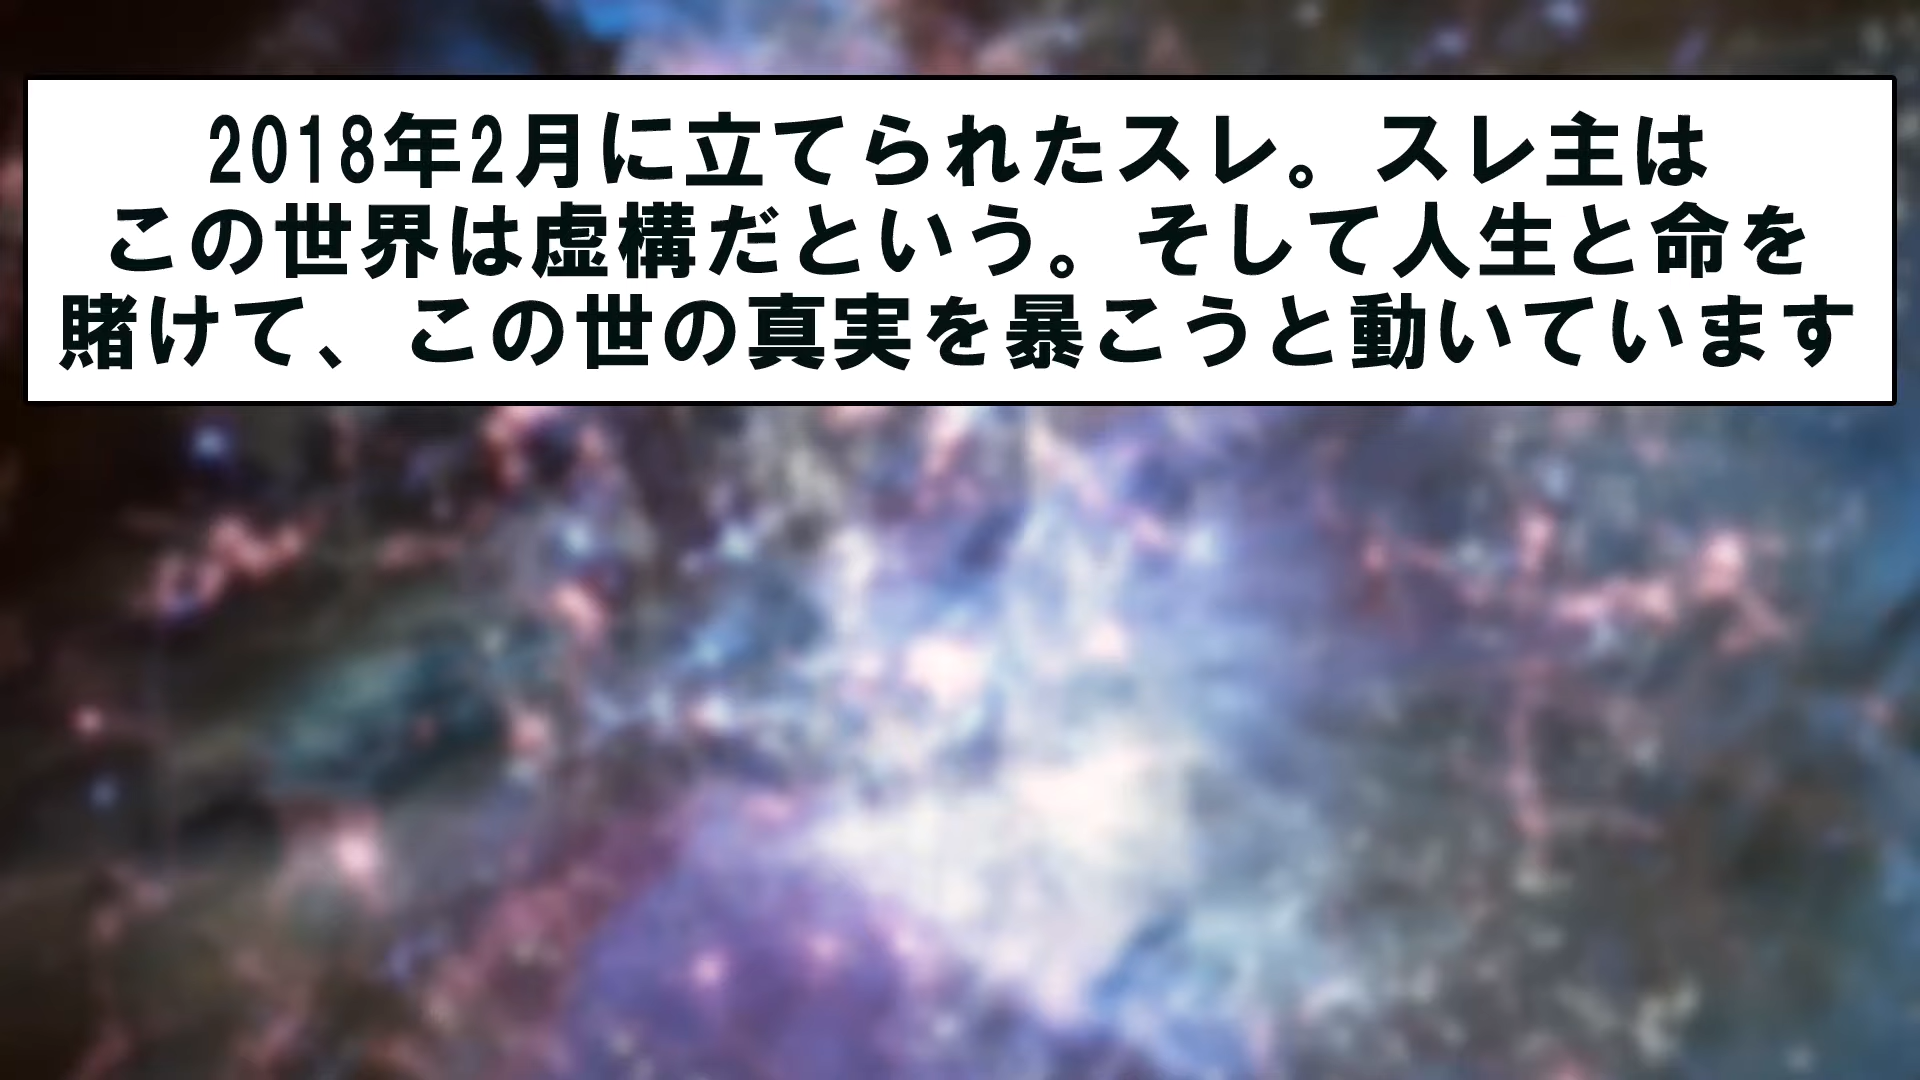 2018年2月に立てられたスレ。スレ主は
この世界は虚構だという。そして人生と命を
賭けて、この世の真実を暴こうと動いています